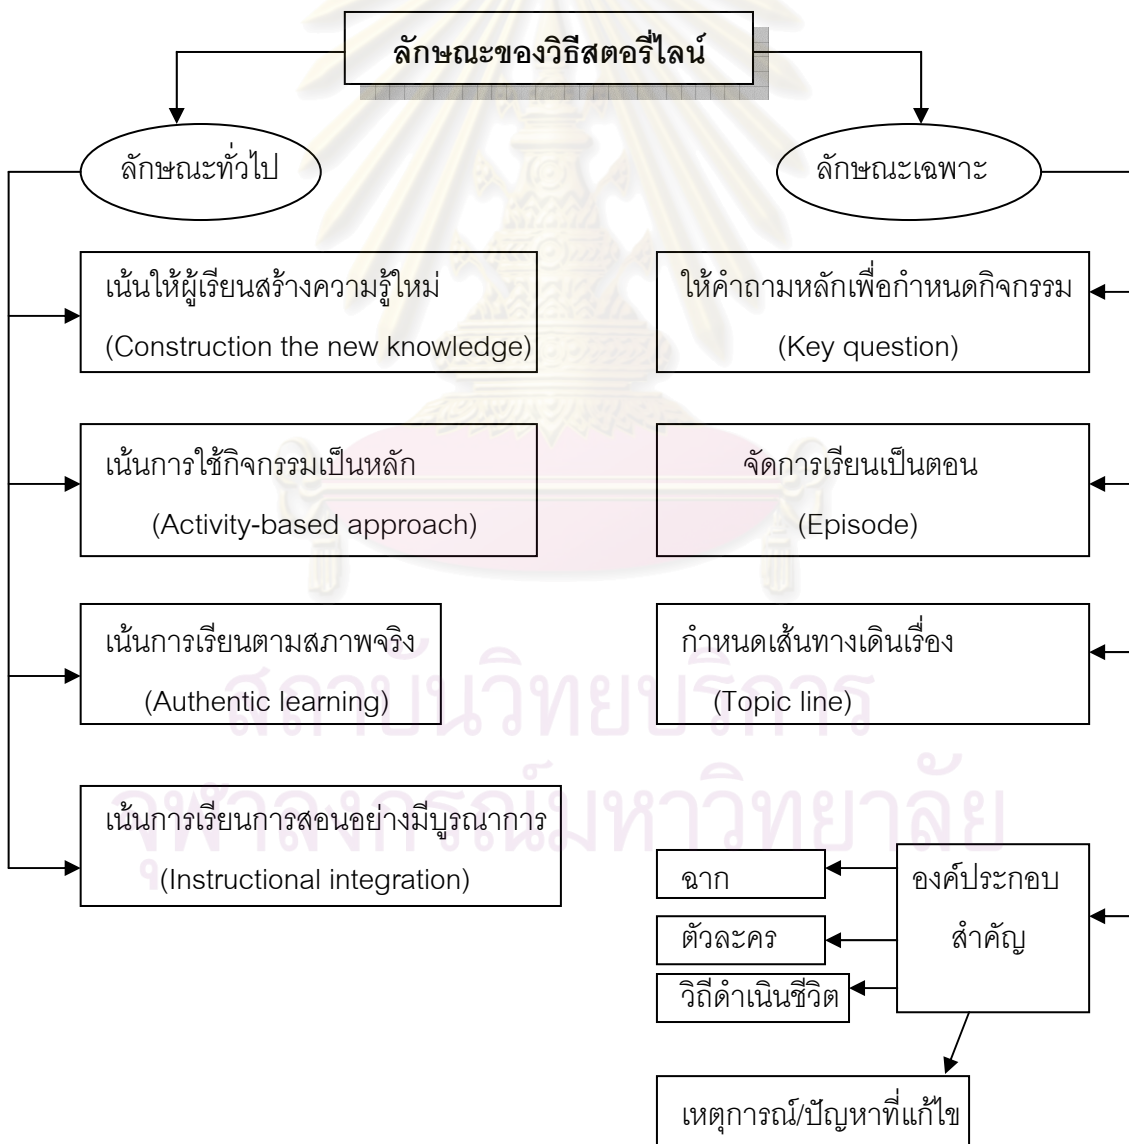 ลักษณะของวิธีสตอรี่ไลน์
ลักษณะทั่วไป
ลักษณะเฉพาะ
เน้นให้ผู้เรียนสร้างความรู้ใหม่
(Construction the new knowledge)
ให้คำถามหลักเพื่อกำหนดกิจกรรม
(Key question)
เน้นการใช้กิจกรรมเป็นหลัก
(Activity-based approach)
จัดการเรียนเป็นตอน
(Episode)
เน้นการเรียนตามสภาพจริง
(Authentic learning)
กำหนดเส้นทางเดินเรื่อง
(Topic line)
สถาบันวิทยบริการ
จุฬาลงกรณ์มหาวิทยาลัย
เน้นการเรียนการสอนอย่างมีบูรณาการ
(Instructional integration)
องค์ประกอบ
สำคัญ
ฉาก
ตัวละคร
วิถีดำเนินชีวิต
เหตุการณ์/ปัญหาที่แก้ไข